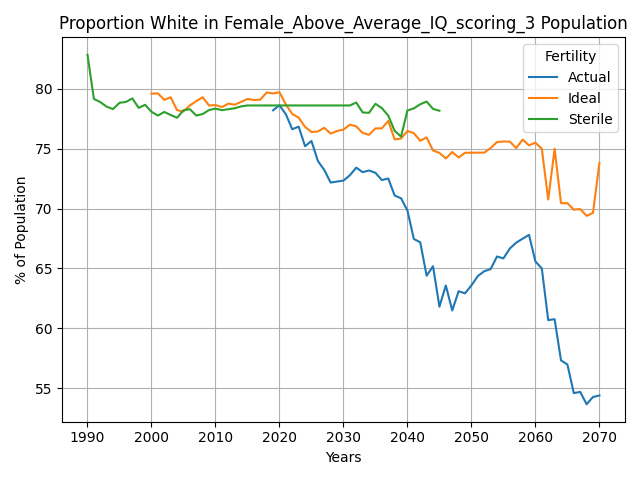 Proportion White in Female_Above_Average_IQ_scoring_3 Population
Fertility
Actual
Ideal
Sterile
% of Population
80
75
70
65
60
55
1990
2000
2010
2020
2030
2040
2050
2060
2070
Years